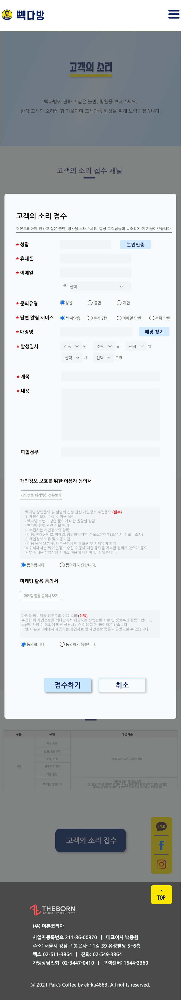 빽다방
고객의 소리
빽다방에 전하고 싶은 불만, 칭찬을 보내주세요.
항상 고객의 소리에 귀 기울이며 고객만족 향상을 위해 노력하겠습니다.
고객의 소리 접수 채널
고객의 소리 접수
더본코리아에 전하고 싶은 불만, 칭찬을 보내주세요. 항상 고객님들의 목소리에 귀 기울이겠습니다.
* 성함 본인인증
* 휴대폰
* 이메일
@ 선택
* 문의유형 칭찬 불만 제안
* 답변 알림 서비스 받지않음 문자 답변 이메일 답변 전화 답변
* 매장명 매장 찾기
* 발생일시 선택 년 선택 월 선택 일
선택 시 선택 분경
* 제목
* 내용
파일첨부
개인정보 보호를 위한 이용자 동의서
개인정보 처리방침 전문보기
빽다방 창업문의 및 설명회 신청 관련 개인정보 수집동의 (필수)
1. 개인정보의 수집 및 이용 목적
- 빽다방 브랜드 창업 문의에 대한 원활한 상담
- 빽다방 창업 관련 정보 안내
2. 수집하는 개인정보의 항목
- 이름, 휴대폰번호, 이메일, 창업희망지역, 점포소유여부(보유 시, 점포주소지)
3. 개인정보 보유 및 이용기간
- 이용 목적 달성 후, 내부규정에 따라 보관 및 지체없이 파기
※ 귀하께서는 위 개인정보 수집, 이용에 대한 동의를 거부할 권리가 있으며, 동의
거부 시에는 창업상담 서비스 이용에 제한이 될 수 있습니다.
동의합니다. 동의하지 않습니다.
마케팅 활용 동의서
마케팅 활용 동의서 보기
마케팅 정보제공 용도로의 이용 동의 (선택)
수집한 위 개인정보를 빽다방에서 제공하는 창업관련 자료 및 정보수신에 동의합니다.
※선택 사항 미 동의에 따른 상담서비스 이용 제한, 불이익은 없습니다.
다만, 더본코리아에서 제공하는 창업자료 및 제안정보 등은 제공받으실 수 없습니다.
동의합니다. 동의하지 않습니다.
접수하기 취소
구분 유형 해결기준
제품 불량
함량, 용량부족
부패, 변질 제품 교환 또는 구입가 환불
식품 유통기간 경과
이물 혼입
부작용, 상해사고 치료비, 경비 및 일실소득
고객의 소리 접수
TALK
TOP
THEBORN
ORIGINAL KOREAN TASTE
(주) 더본코리아
사업자등록번호 211-86-00870 | 대표이사 백종원
주소: 서울시 강남구 봉은사로 1길 39 유성빌딩 5~6층
팩스 02-511-3864 | 전화: 02-549-3864
가맹상담전화: 02-3447-0410 | 고객센터: 1544-2360
ⓒ 2021 Paik's Coffee by ekfka4863. All rights reserved.